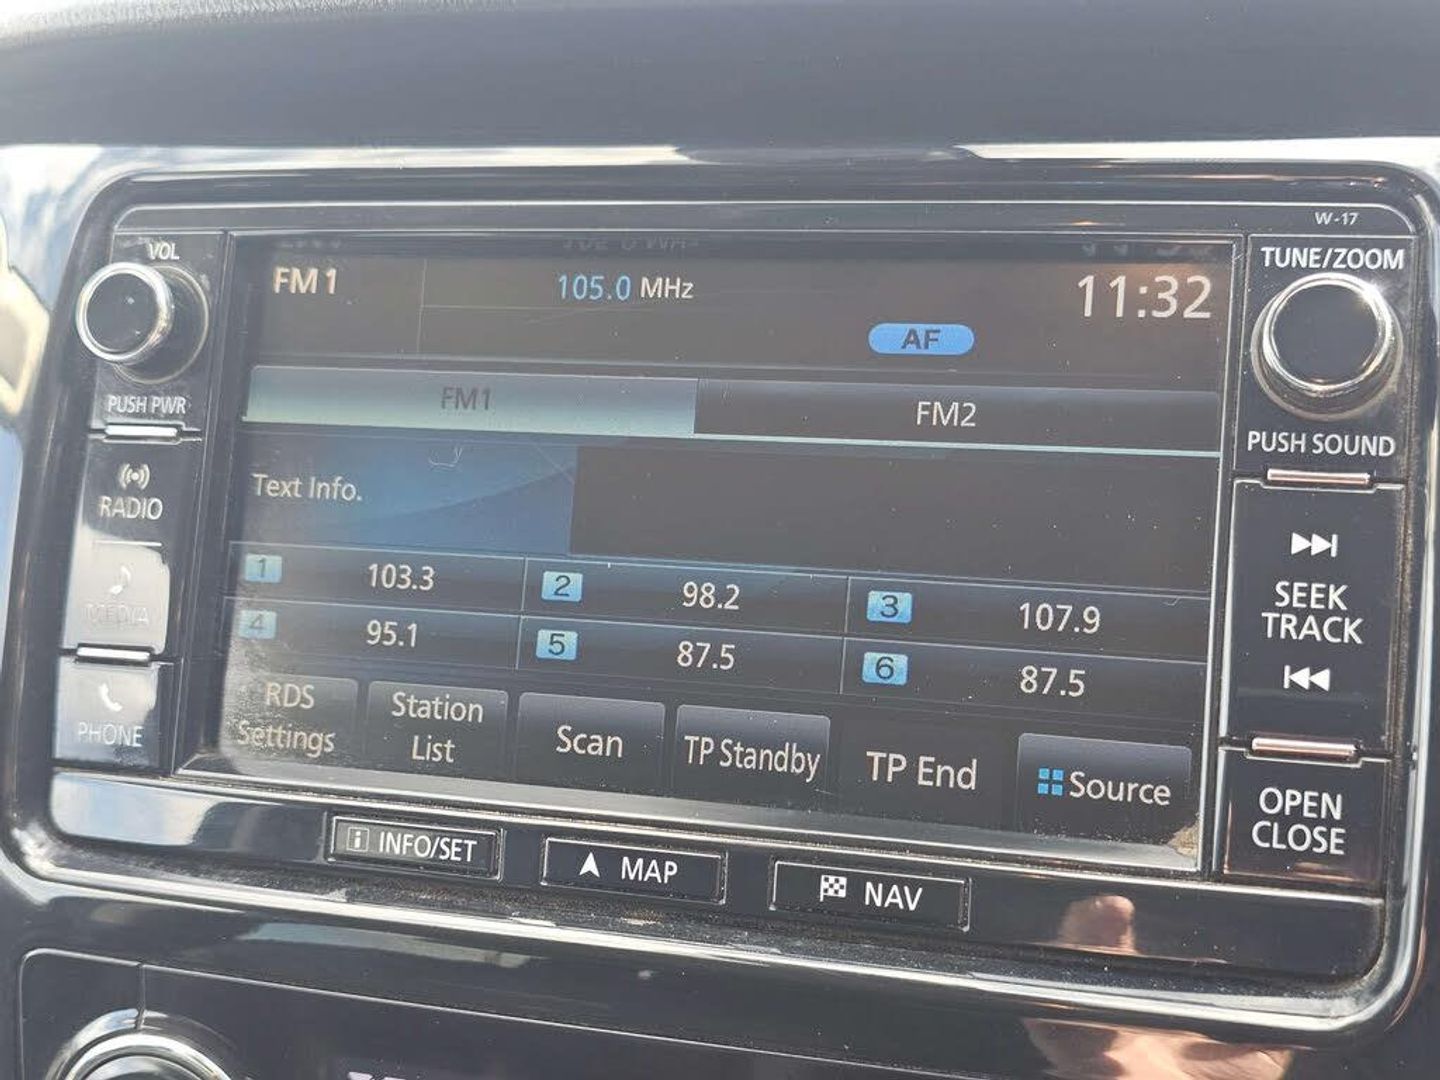 W-17
VOL
TUNE/ZOOM
FM1
105.0 MHz
11:32
AF
PUSH PWR
FM1
FM2
PUSH SOUND
RADIO
Text Info.
MEDIA
1 103.3
2 98.2
3 107.9
SEEK
TRACK
4 95.1
5 87.5
6 87.5
PHONE
RDS
Settings
Station
List
Scan
TP Standby
TP End
Source
OPEN
CLOSE
i INFO/SET
MAP
NAV